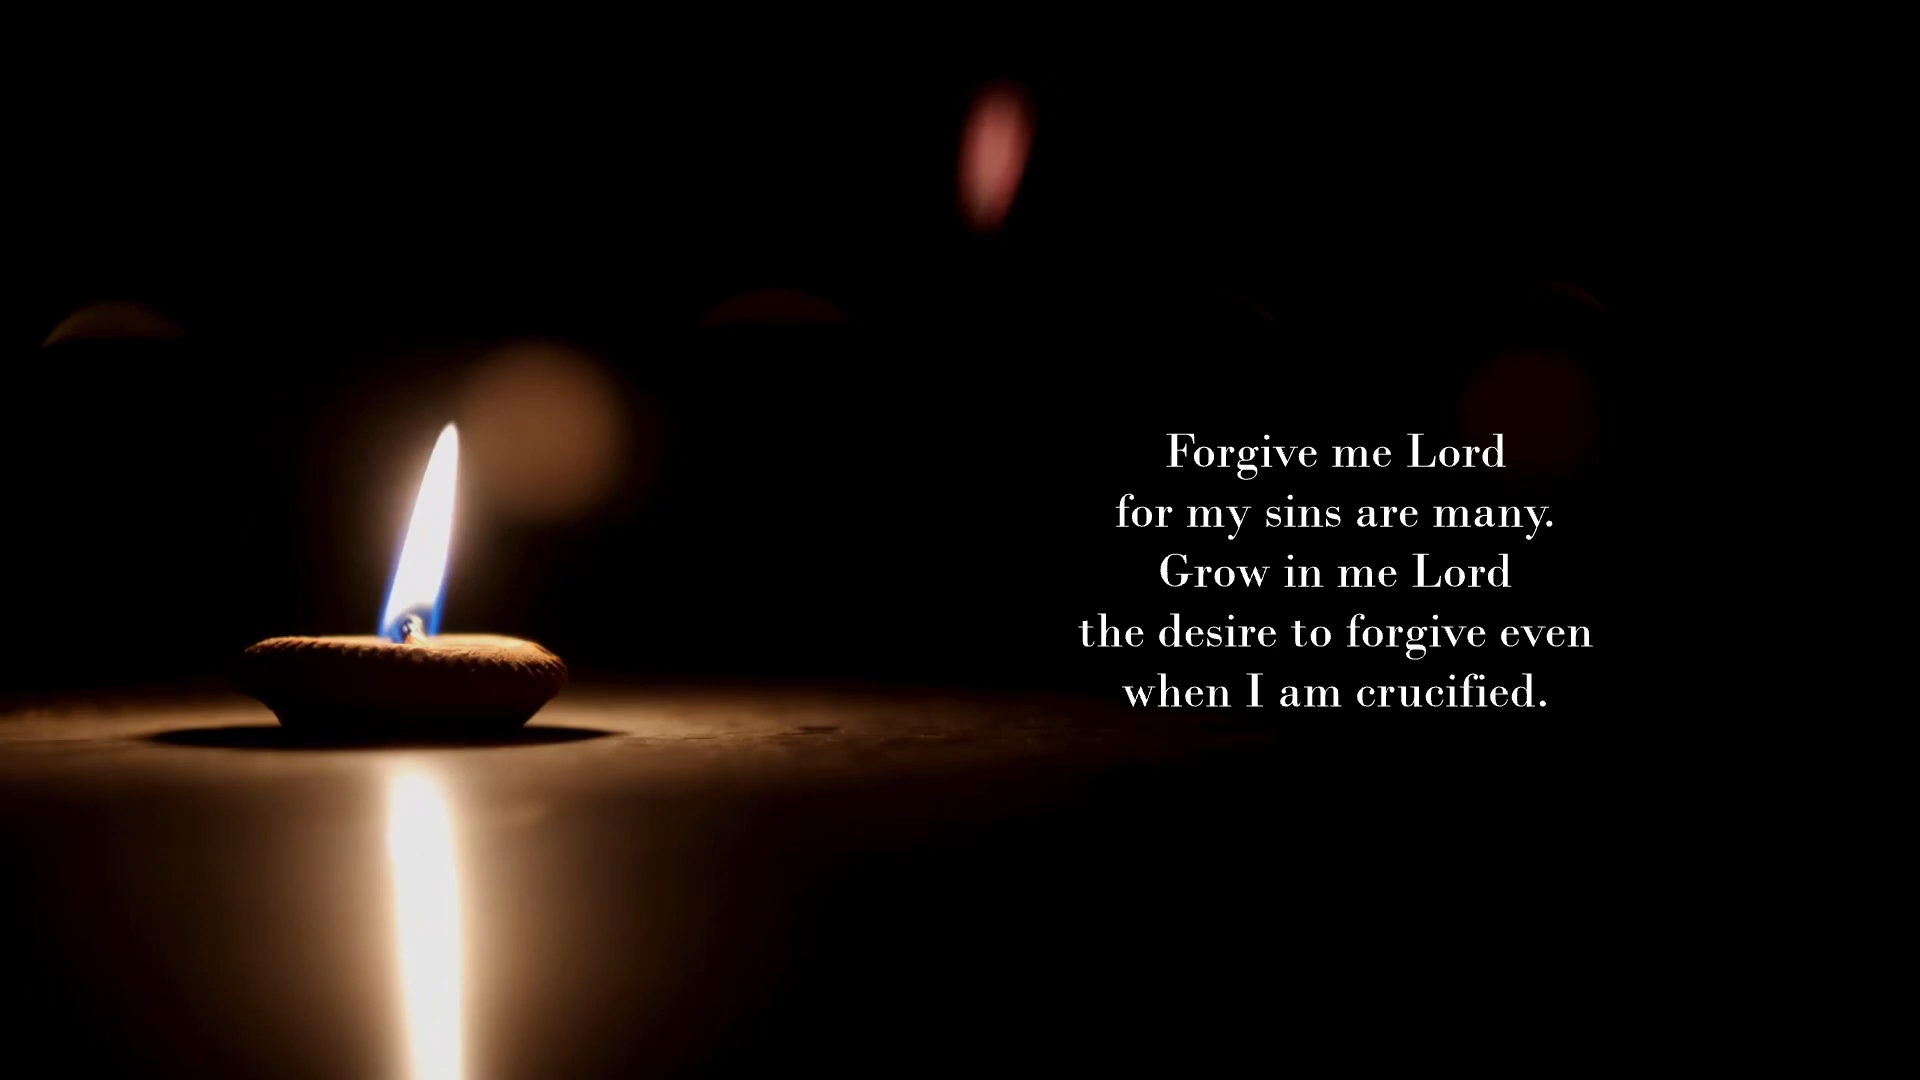 Forgive me Lord
for my sins are many.
Grow in me Lord
the desire to forgive even
when I am crucified.